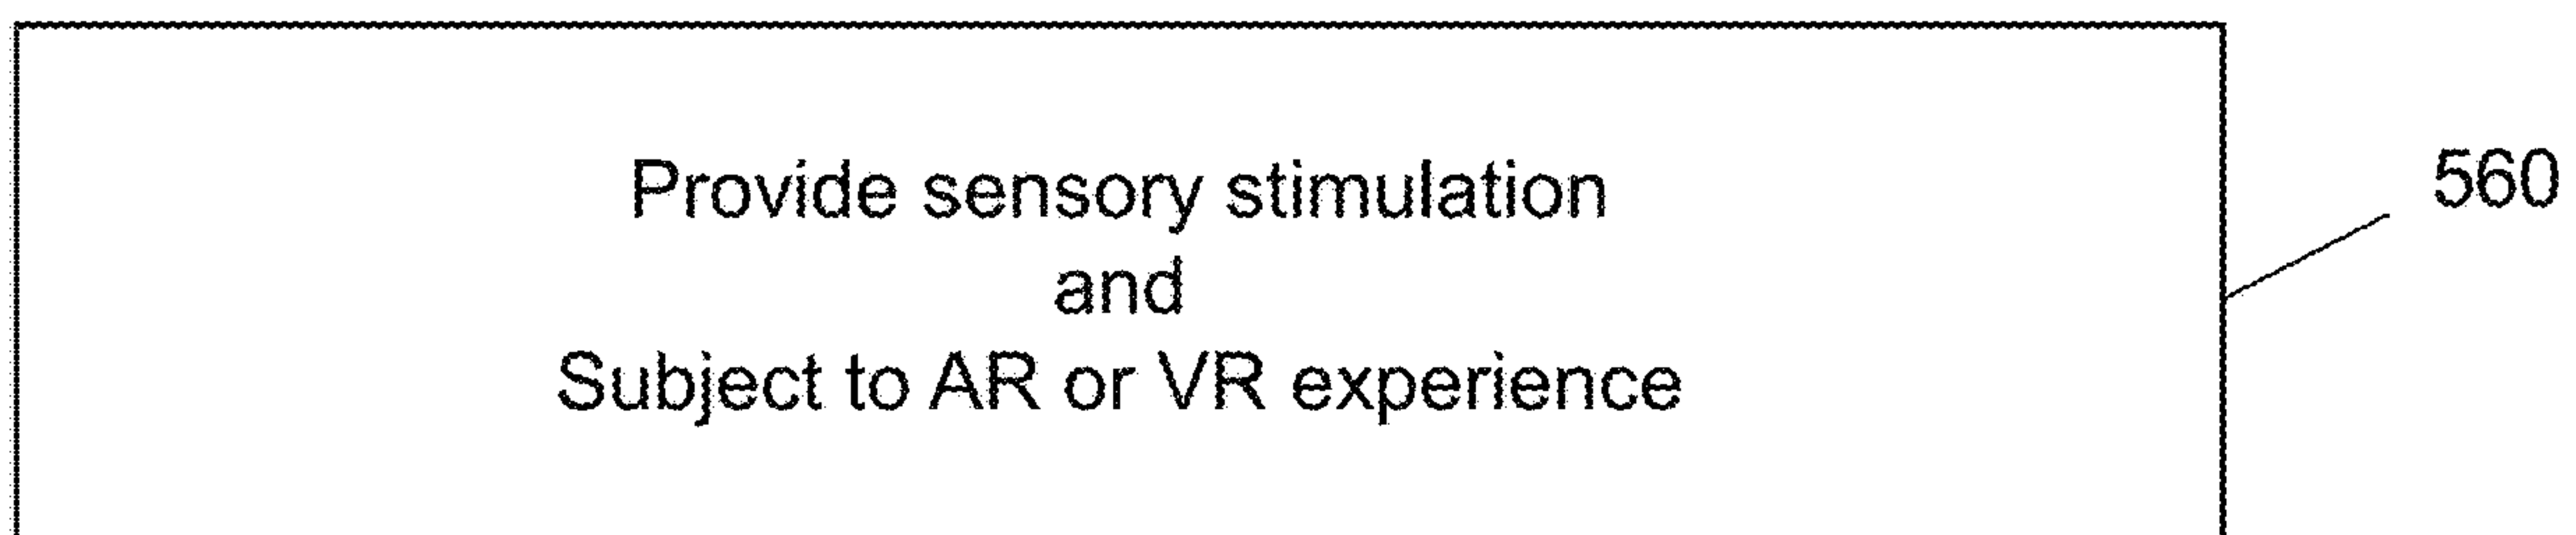 Provide sensory stimulation
and
Subject to AR or VR experience
560